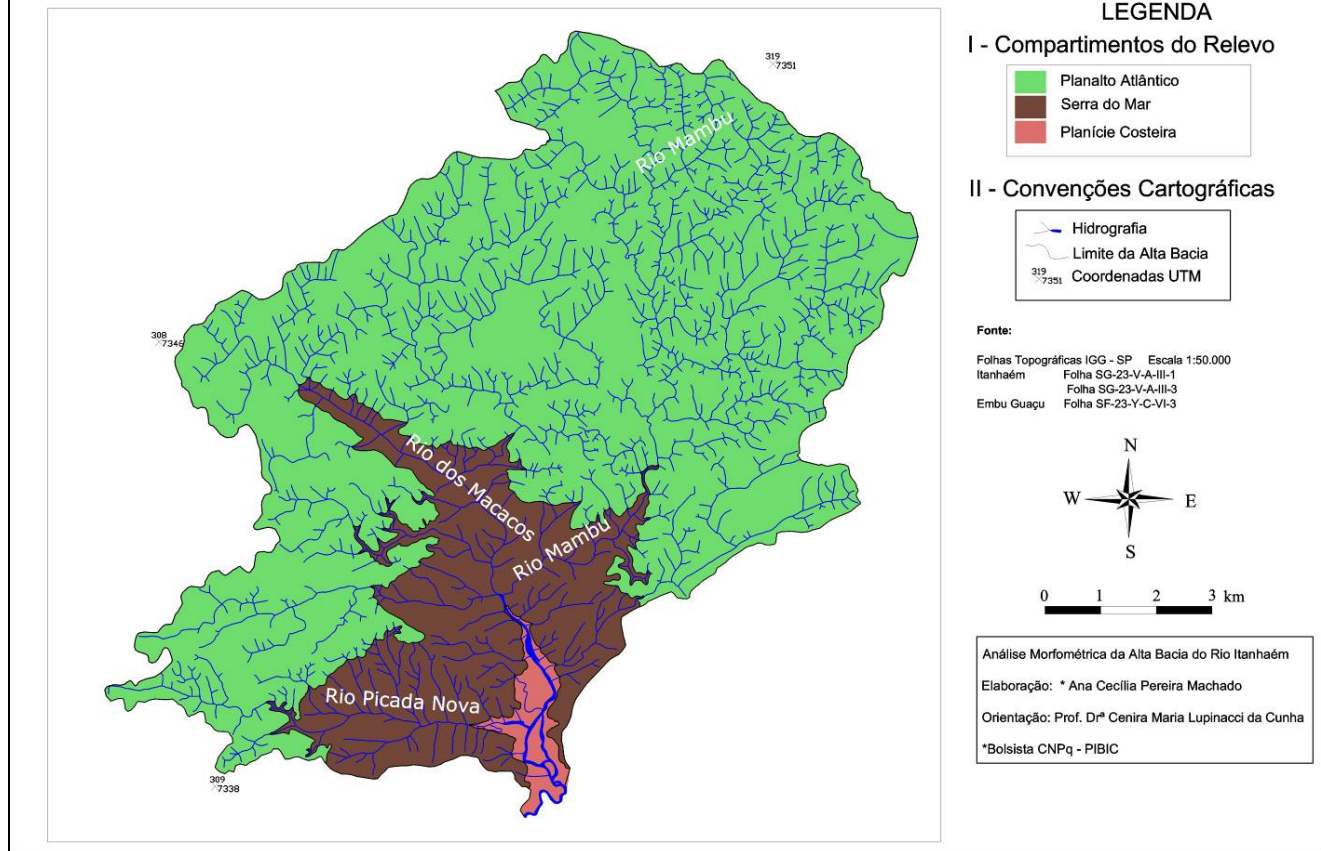 319
7351
Rio Mambu
308
7346
Rio dos Macacos
Rio Mambu
Rio Picada Nova
309
7338
LEGENDA
I - Compartimentos do Relevo
Planalto Atlântico
Serra do Mar
Planície Costeira
II - Convenções Cartográficas
Hidrografia
Limite da Alta Bacia
319
7351 Coordenadas UTM
Fonte:
Folhas Topográficas IGG - SP Escala 1:50.000
Itanhaém Folha SG-23-V-A-III-1
Folha SG-23-V-A-III-3
Embu Guaçu Folha SF-23-Y-C-VI-3
N
W E
S
0 1 2 3 km
Análise Morfométrica da Alta Bacia do Rio Itanhaém
Elaboração: * Ana Cecília Pereira Machado
Orientação: Prof. Drª Cenira Maria Lupinacci da Cunha
*Bolsista CNPq - PIBIC